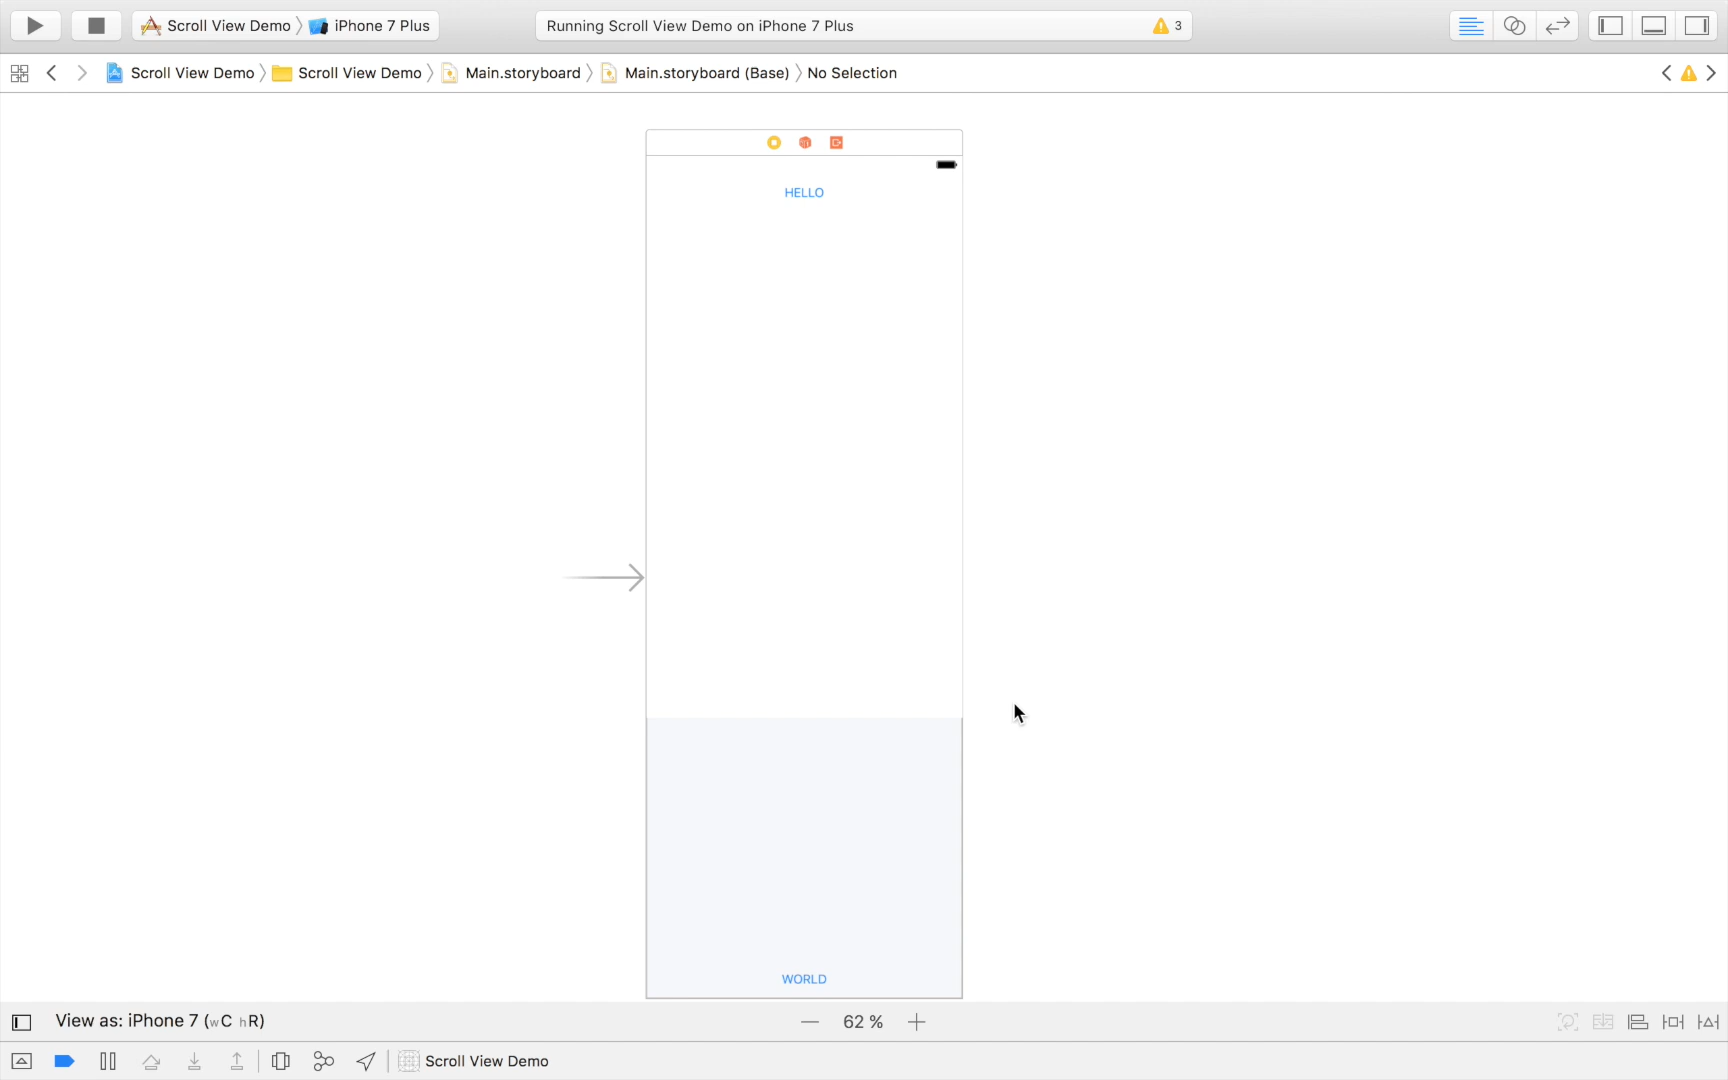 Scroll View Demo iPhone 7 Plus Running Scroll View Demo on iPhone 7 Plus 3
Scroll View Demo Scroll View Demo Main.storyboard Main.storyboard (Base) No Selection
HELLO
WORLD
View as: iPhone 7 (wC hR) 62 %
Scroll View Demo